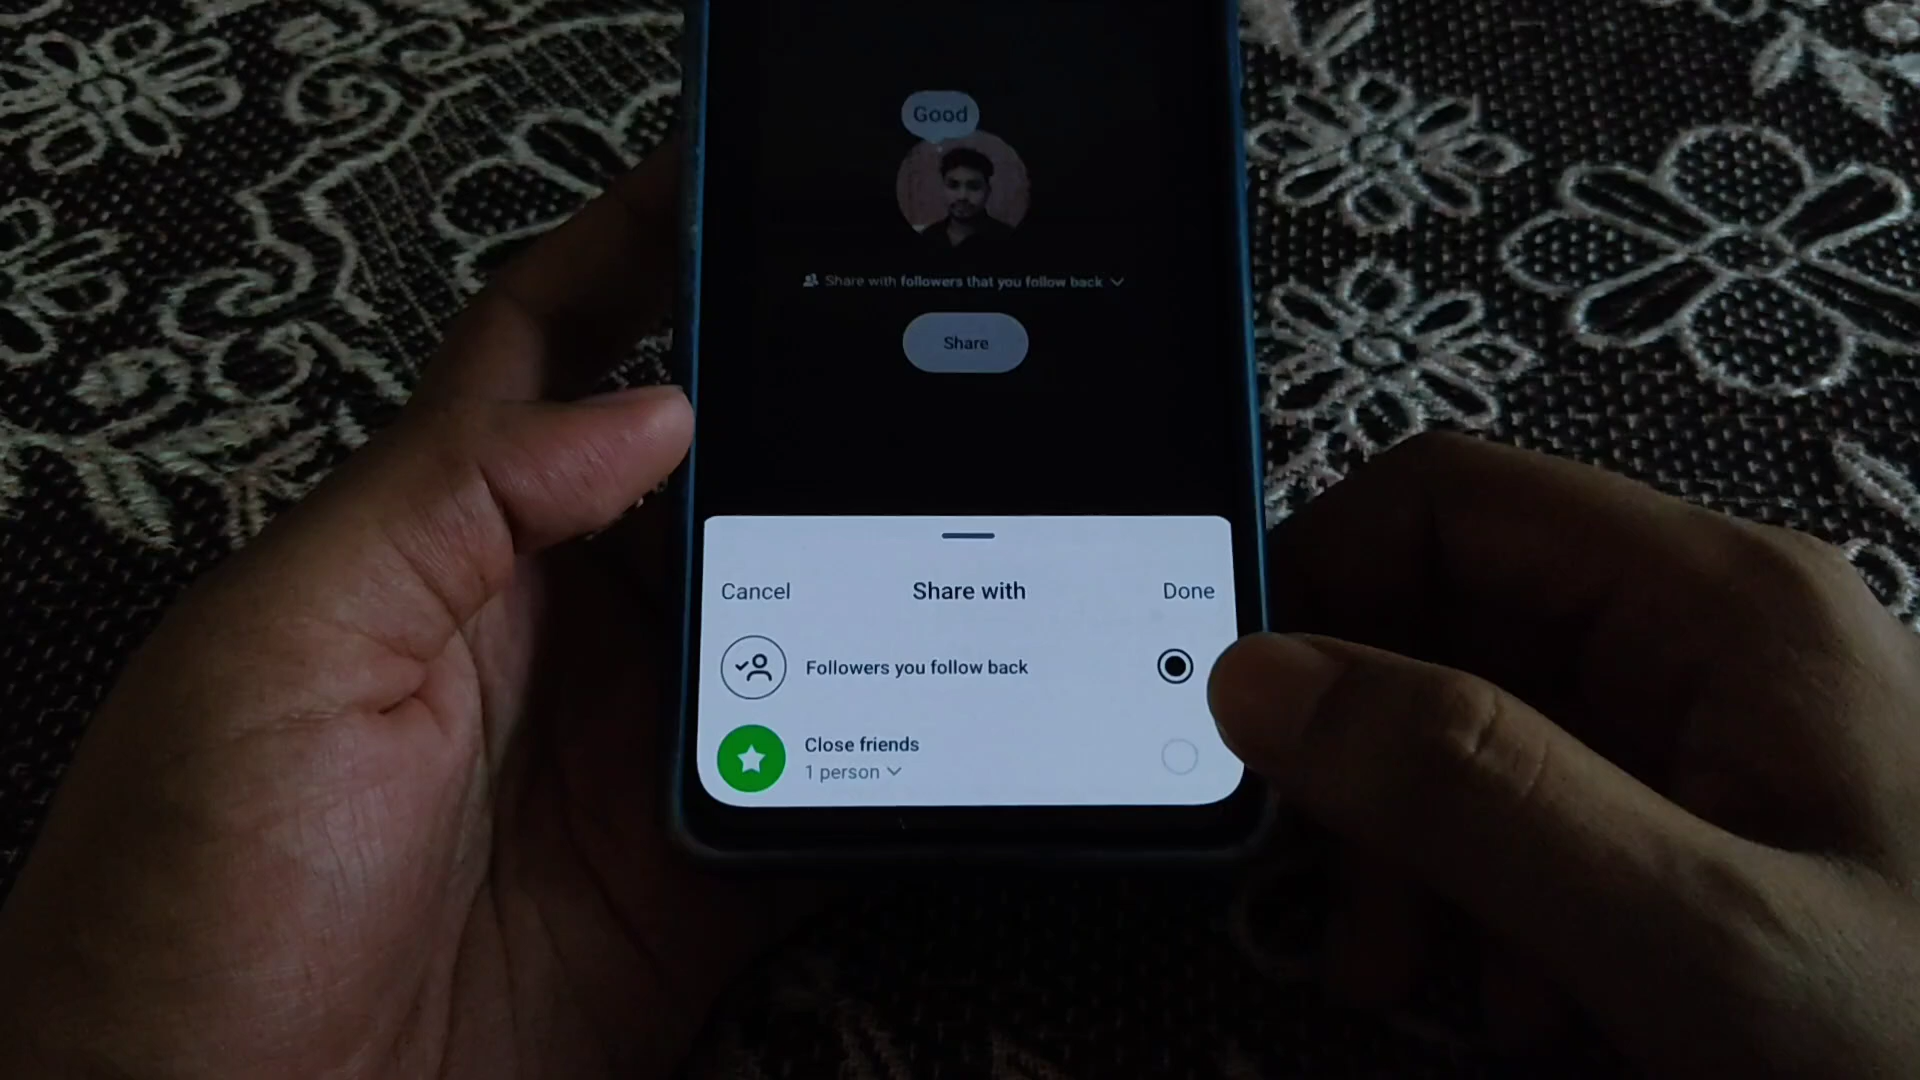 Good
Share with followers that you follow back
Share
Cancel
Share with
Done
Followers you follow back
Close friends
1 person